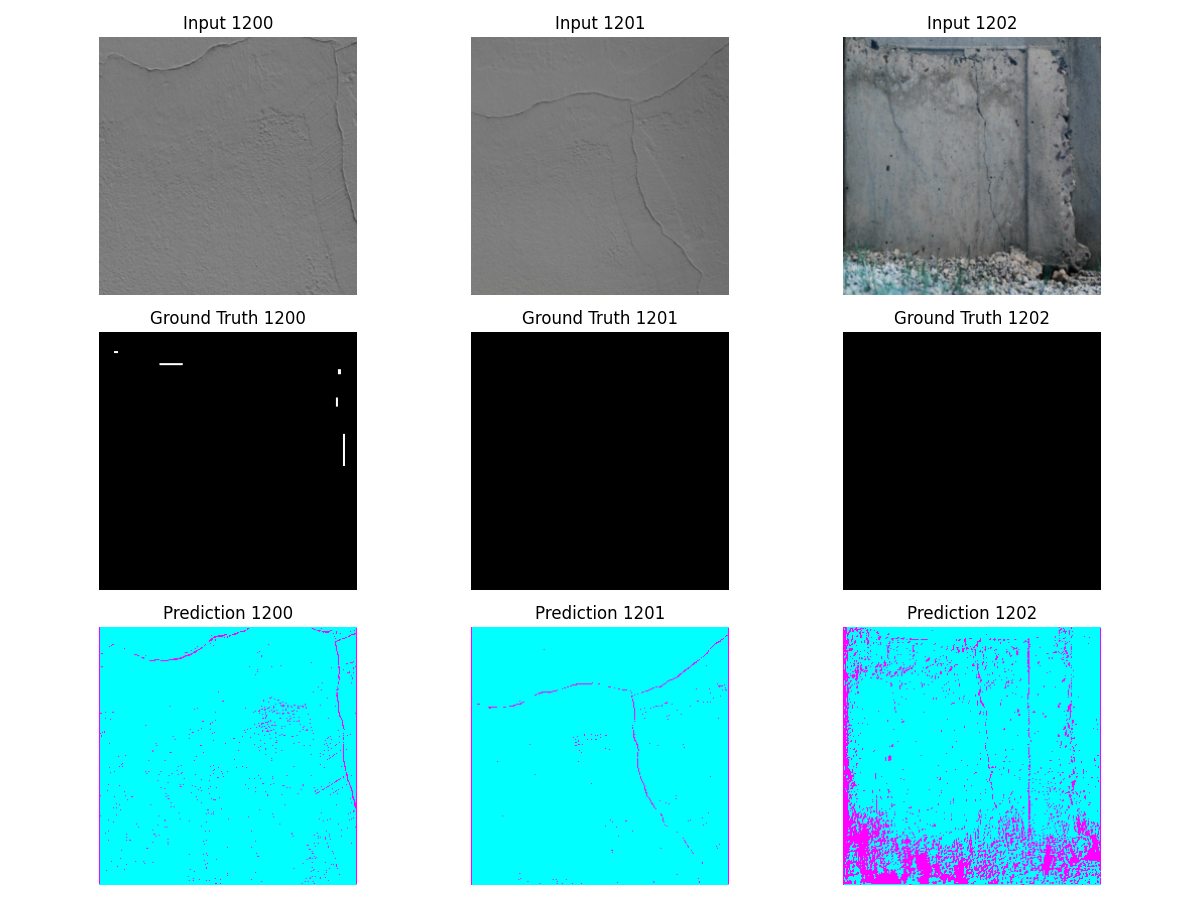 Input 1200
Input 1201
Input 1202
Ground Truth 1200
Ground Truth 1201
Ground Truth 1202
Prediction 1200
Prediction 1201
Prediction 1202